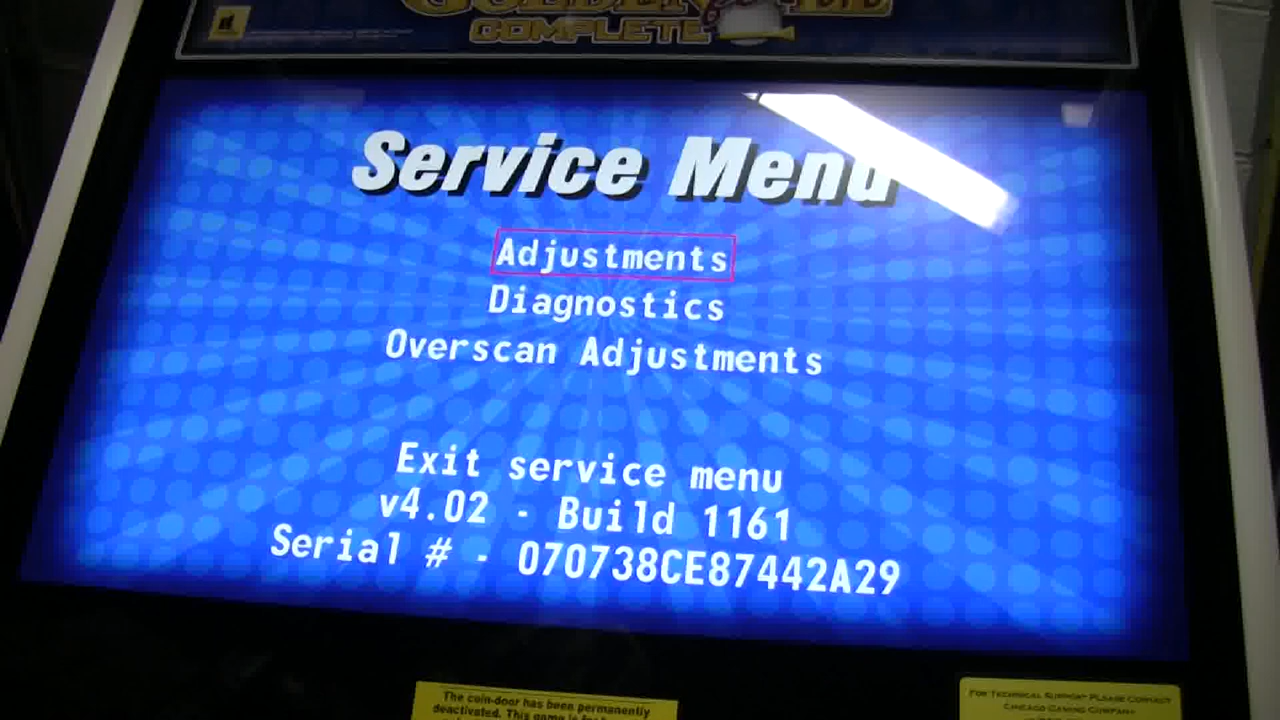 COMPLETE
Service Menu
Adjustments
Diagnostics
Overscan Adjustments
Exit service menu
v4.02 - Build 1161
Serial # - 070738CE87442A29
The coin-door has been permanently
deactivated. This game is
For Technical Support Please Contact
Chicago Gaming Company